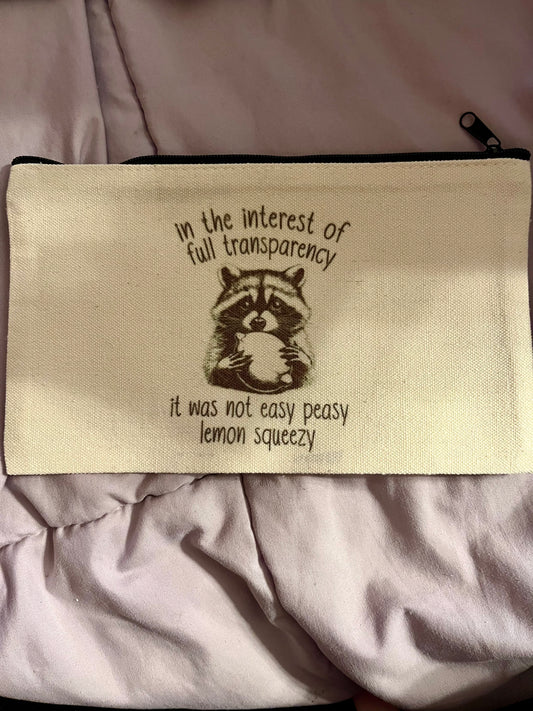 in the interest of
full transparency
it was not easy peasy
lemon squeezy